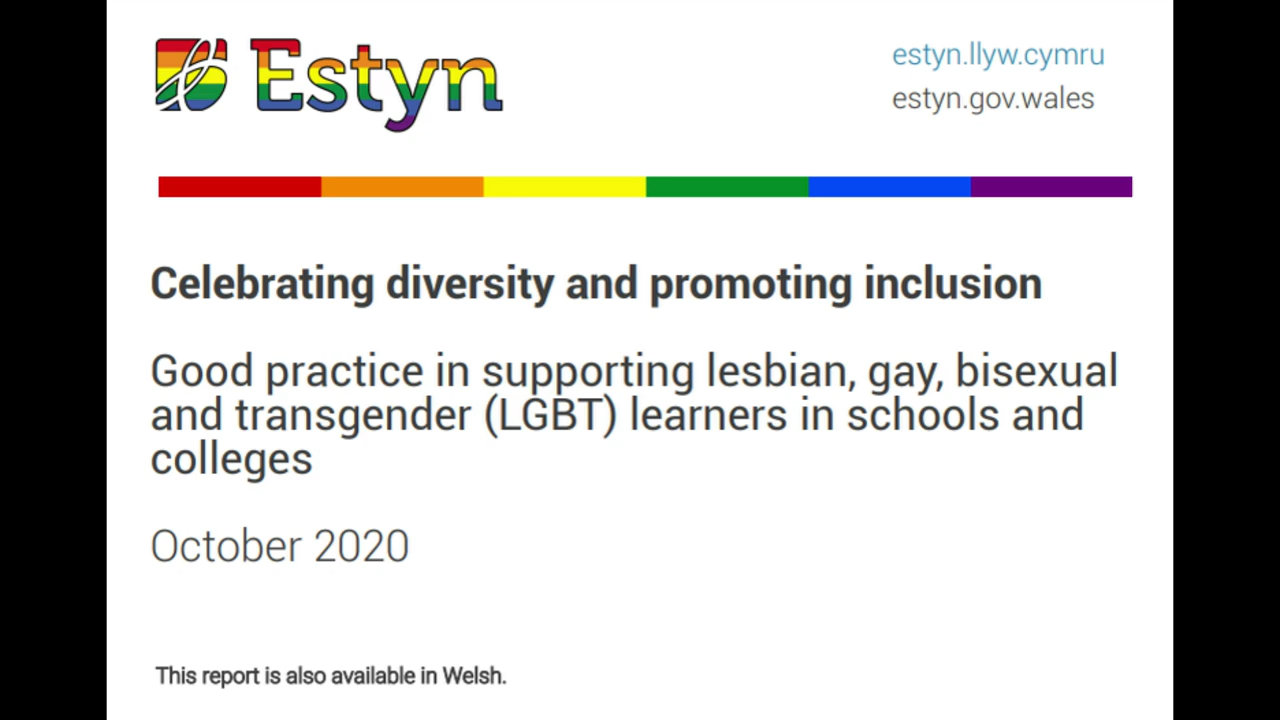 Estyn
estyn.llyw.cymru
estyn.gov.wales
Celebrating diversity and promoting inclusion
Good practice in supporting lesbian, gay, bisexual
and transgender (LGBT) learners in schools and
colleges
October 2020
This report is also available in Welsh.